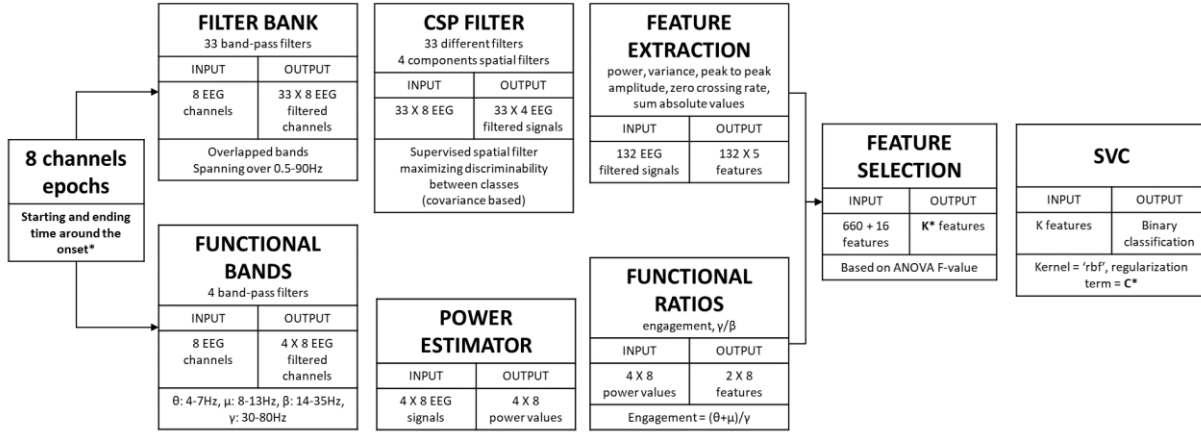 8 channels
epochs
Starting and ending
time around the
onset*
FILTER BANK
33 band-pass filters
INPUT
OUTPUT
8 EEG
channels
33 X 8 EEG
filtered
channels
Overlapped bands
Spanning over 0.5-90Hz
CSP FILTER
33 different filters
4 components spatial filters
INPUT
OUTPUT
33 X 8 EEG
33 X 4 EEG
filtered signals
Supervised spatial filter
maximizing discriminability
between classes
(covariance based)
FEATURE
EXTRACTION
power, variance, peak to peak
amplitude, zero crossing rate,
sum absolute values
INPUT
OUTPUT
132 EEG
filtered signals
132 X 5
features
FUNCTIONAL
BANDS
4 band-pass filters
INPUT
OUTPUT
8 EEG
channels
4 X 8 EEG
filtered
channels
θ: 4-7Hz, μ: 8-13Hz, β: 14-35Hz,
γ: 30-80Hz
POWER
ESTIMATOR
INPUT
OUTPUT
4 X 8 EEG
signals
4 X 8
power values
FUNCTIONAL
RATIOS
engagement, γ/β
INPUT
OUTPUT
4 X 8
power values
2 X 8
features
Engagement = (θ+μ)/γ
FEATURE
SELECTION
INPUT
OUTPUT
660 + 16
features
K* features
Based on ANOVA F-value
SVC
INPUT
OUTPUT
K features
Binary
classification
Kernel = 'rbf', regularization
term = C*